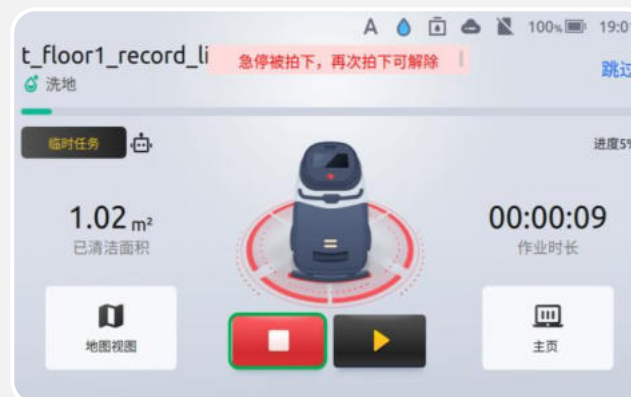 A 100% 19:01
t_floor1_record_li
急停被拍下，再次拍下可解除
跳过
洗地
临时任务
进度5%
1.02 m²
已清洁面积
00:00:09
作业时长
地图视图
主页